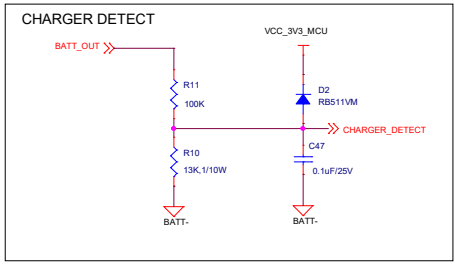 CHARGER DETECT
VCC_3V3_MCU
BATT_OUT
R11
100K
D2
RB511VM
CHARGER_DETECT
R10
13K,1/10W
C47
0.1uF/25V
BATT-
BATT-